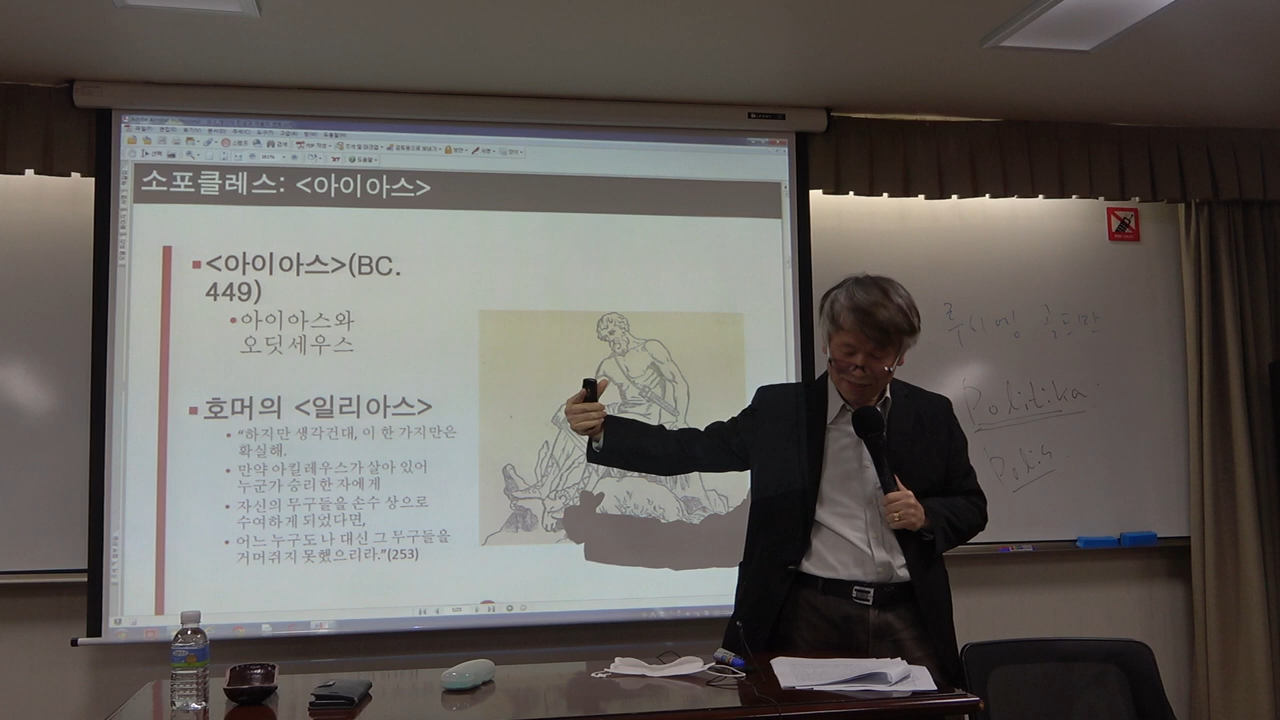 소포클레스: <아이아스>
<아이아스>(BC.
449)
아이아스와
오딧세우스
호머의 <일리아스>
"하지만 생각건대, 이 한 가지만은
확실해.
만약 아킬레우스가 살아 있어
누군가 승리한 자에게
자신의 무구들을 손수 상으로
수여하게 되었다면,
어느 누구도 나 대신 그 무구들을
거머쥐지 못했으리라."(253)
루시엥 골드만
Politika
Polis